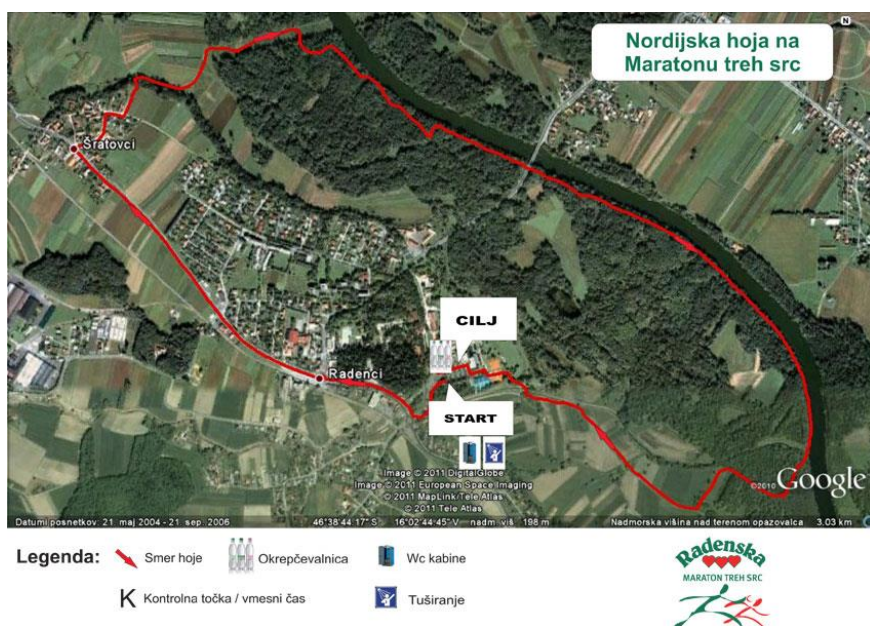 N
Nordijska hoja na
Maratonu treh src
Šratovci
CILJ
Radenci
START
Image © 2011 DigitalGlobe
Image © 2011 European Space Imaging
© 2011 MapLink/Tele Atlas
© 2011 Tele Atlas
©2010 Google
Datumi posnetkov: 21. maj 2004 - 21. sep. 2006 46°38'44.17" S 16°02'44.45" V nadm. viš. 198 m Nadmorska višina nad terenom opazovalca 3.03 km
Legenda: Smer hoje Okrepčevalnica Wc kabine
K Kontrolna točka / vmesni čas Tuširanje
Radenska
MARATON TREH SRC